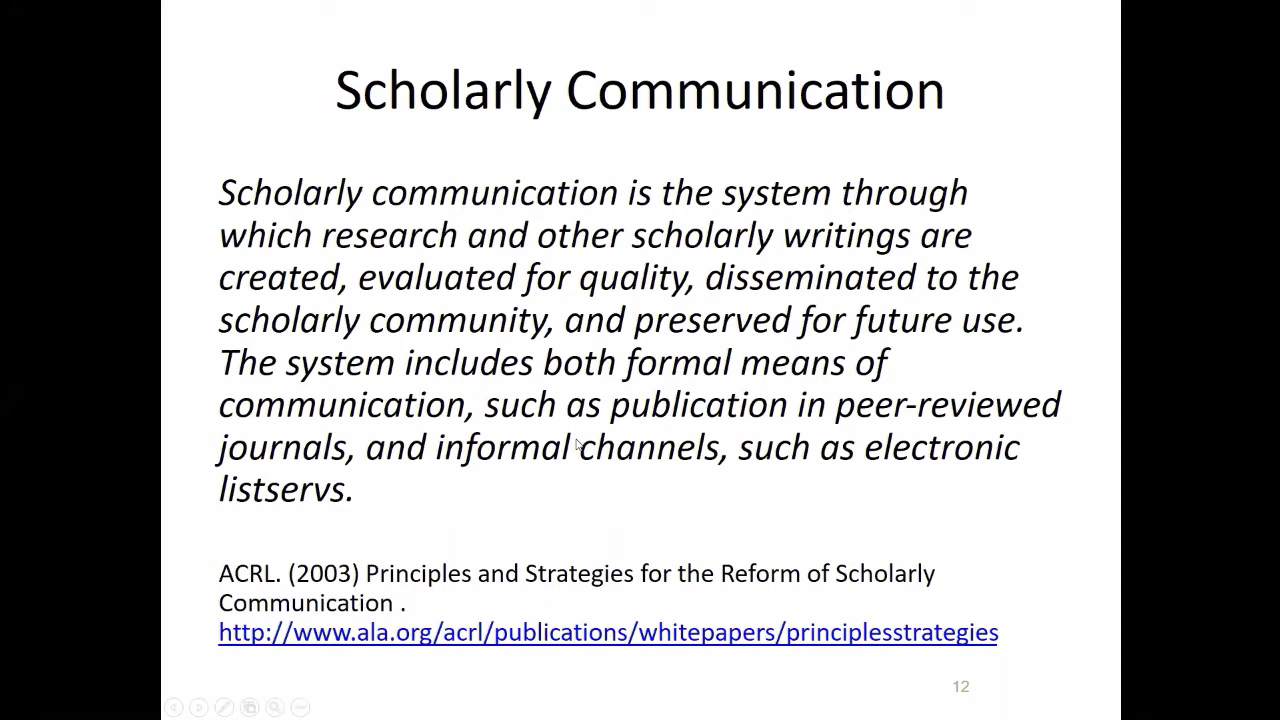 Scholarly Communication
Scholarly communication is the system through
which research and other scholarly writings are
created, evaluated for quality, disseminated to the
scholarly community, and preserved for future use.
The system includes both formal means of
communication, such as publication in peer-reviewed
journals, and informal channels, such as electronic
listservs.
ACRL. (2003) Principles and Strategies for the Reform of Scholarly
Communication .
http://www.ala.org/acrl/publications/whitepapers/principlesstrategies
12